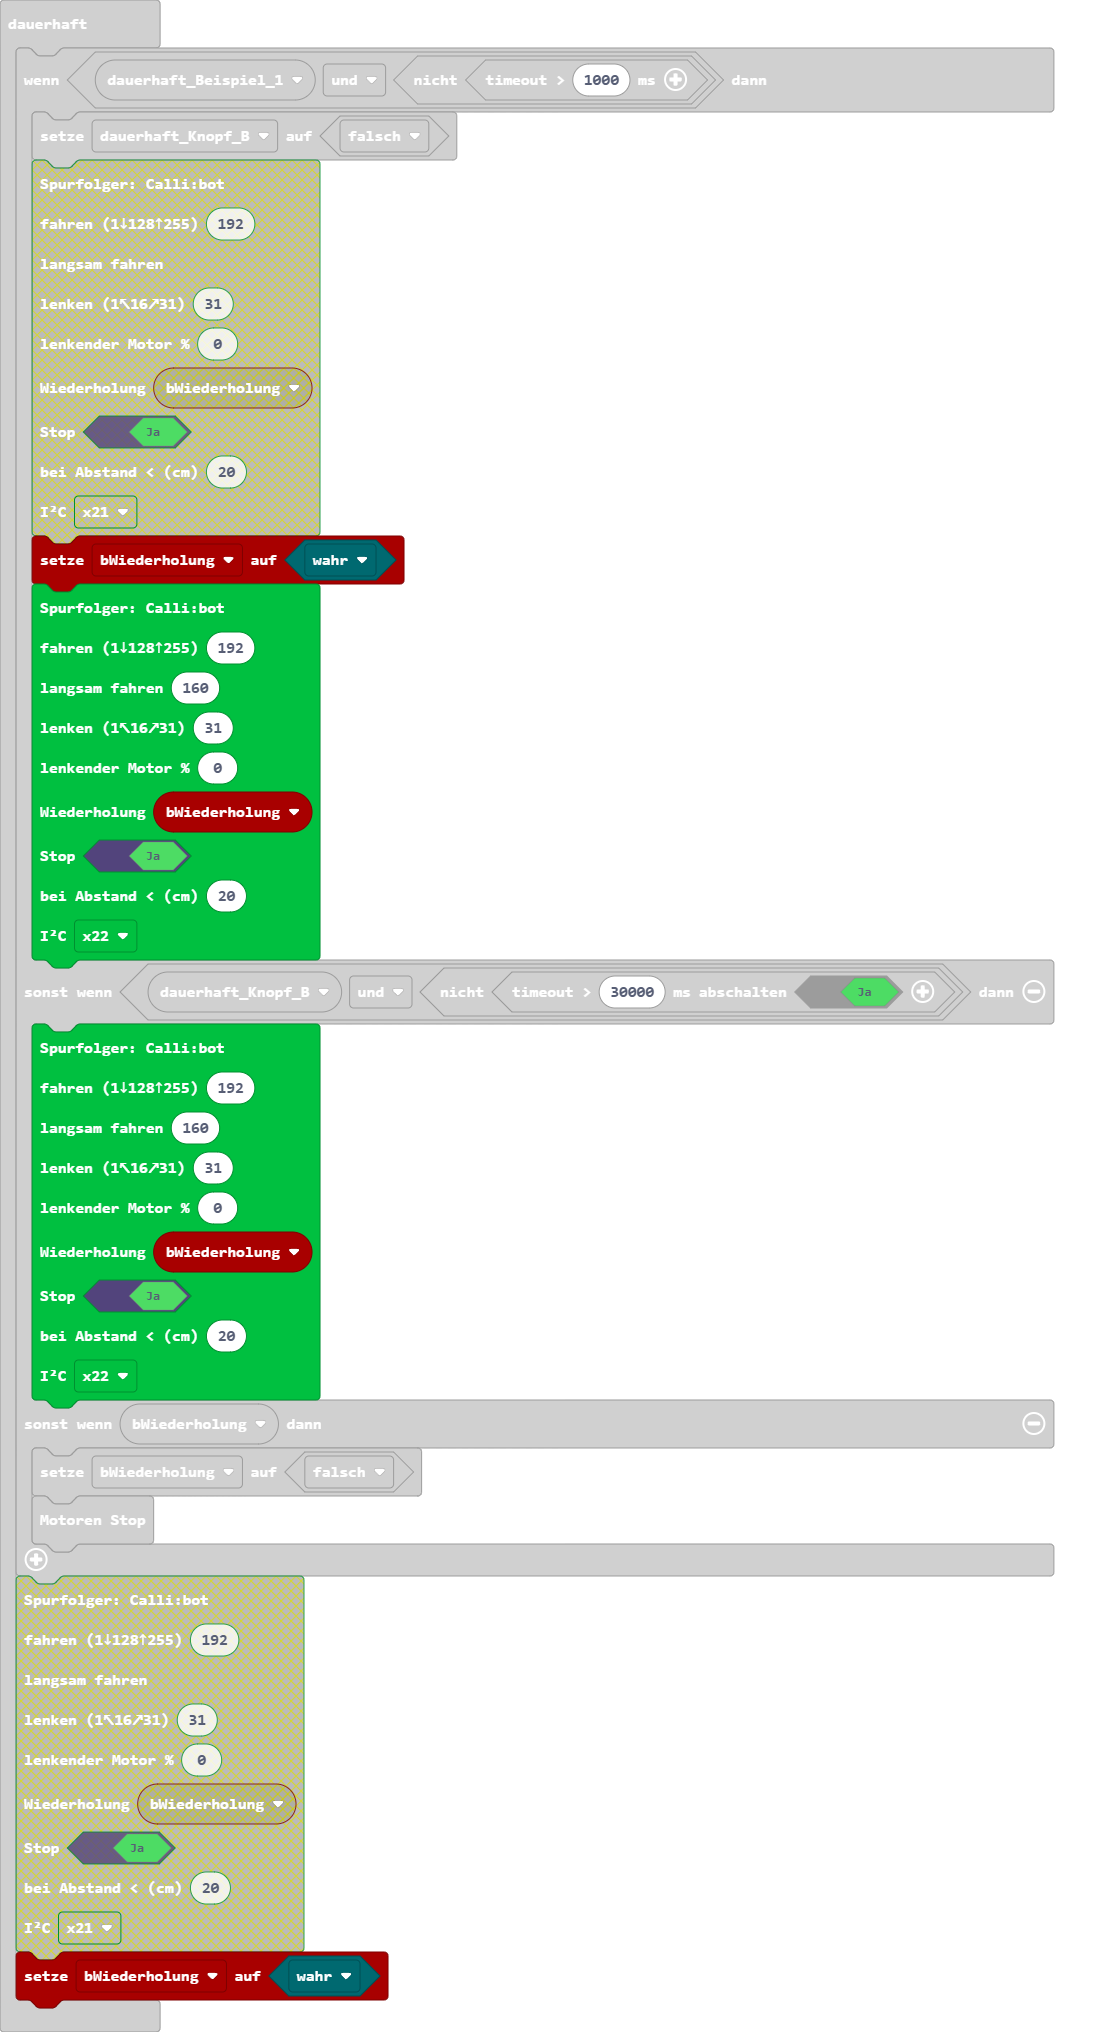 dauerhaft
wenn dauerhaft_Beispiel_1 und nicht timeout > 1000 ms dann
setze dauerhaft_Knopf_B auf falsch
Spurfolger: Calli:bot
fahren (1↓128↑255) 192
langsam fahren
lenken (1↖16↗31) 31
lenkender Motor % 0
Wiederholung bWiederholung
Stop Ja
bei Abstand < (cm) 20
I²C x21
setze bWiederholung auf wahr
Spurfolger: Calli:bot
fahren (1↓128↑255) 192
langsam fahren 160
lenken (1↖16↗31) 31
lenkender Motor % 0
Wiederholung bWiederholung
Stop Ja
bei Abstand < (cm) 20
I²C x22
sonst wenn dauerhaft_Knopf_B und nicht timeout > 30000 ms abschalten Ja dann
Spurfolger: Calli:bot
fahren (1↓128↑255) 192
langsam fahren 160
lenken (1↖16↗31) 31
lenkender Motor % 0
Wiederholung bWiederholung
Stop Ja
bei Abstand < (cm) 20
I²C x22
sonst wenn bWiederholung dann
setze bWiederholung auf falsch
Motoren Stop
Spurfolger: Calli:bot
fahren (1↓128↑255) 192
langsam fahren
lenken (1↖16↗31) 31
lenkender Motor % 0
Wiederholung bWiederholung
Stop Ja
bei Abstand < (cm) 20
I²C x21
setze bWiederholung auf wahr